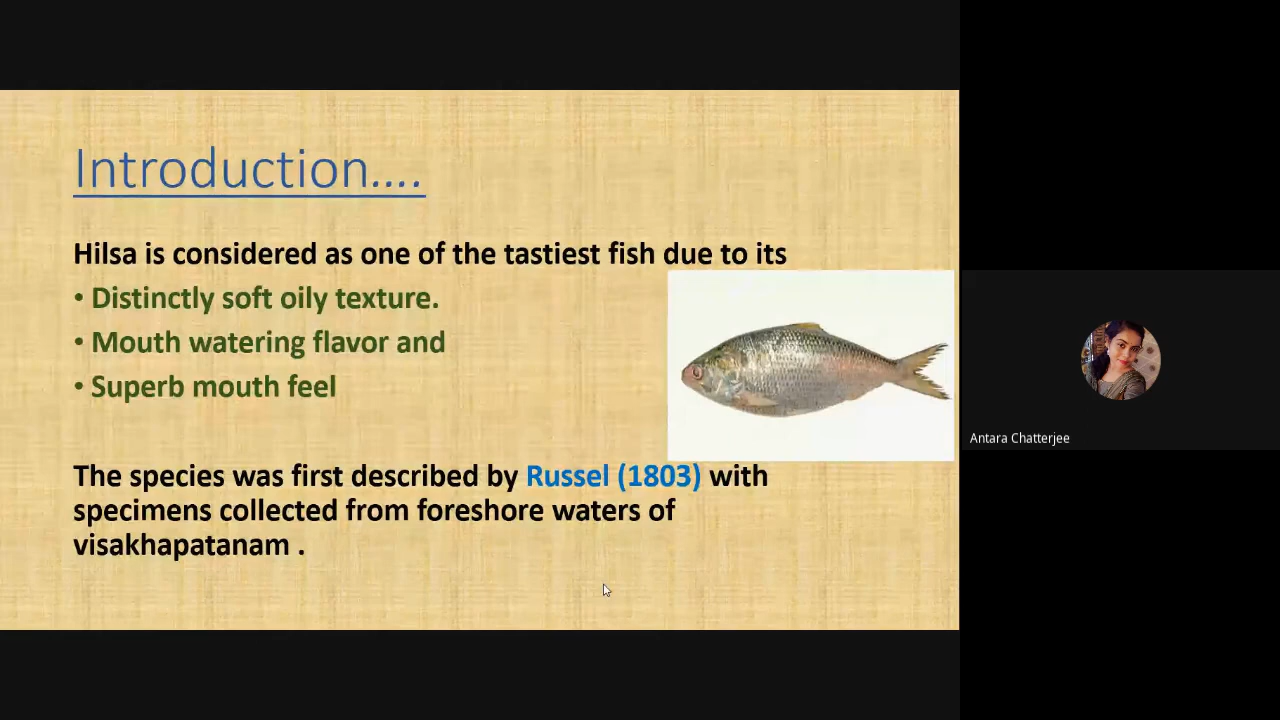 Introduction....
Hilsa is considered as one of the tastiest fish due to its
• Distinctly soft oily texture.
• Mouth watering flavor and
• Superb mouth feel
The species was first described by Russel (1803) with
specimens collected from foreshore waters of
visakhapatanam .
Antara Chatterjee